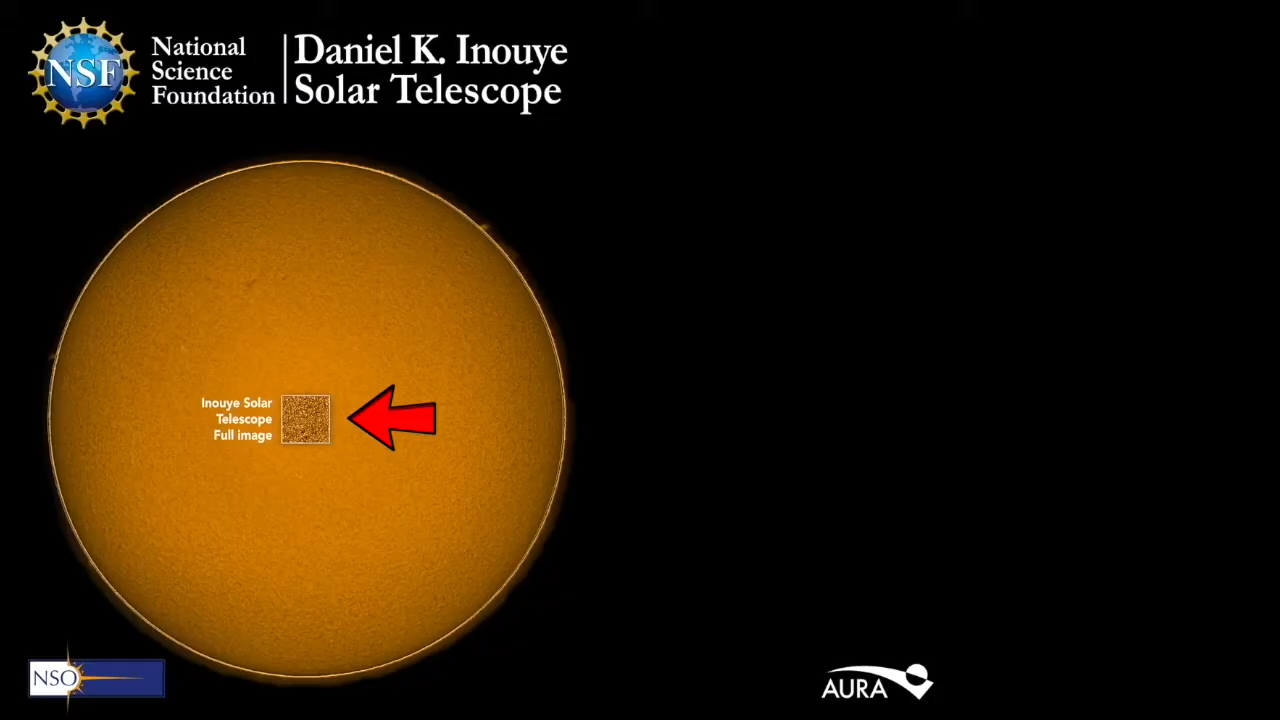 NSF
National
Science
Foundation
Daniel K. Inouye
Solar Telescope
Inouye Solar
Telescope
Full image
NSO
AURA